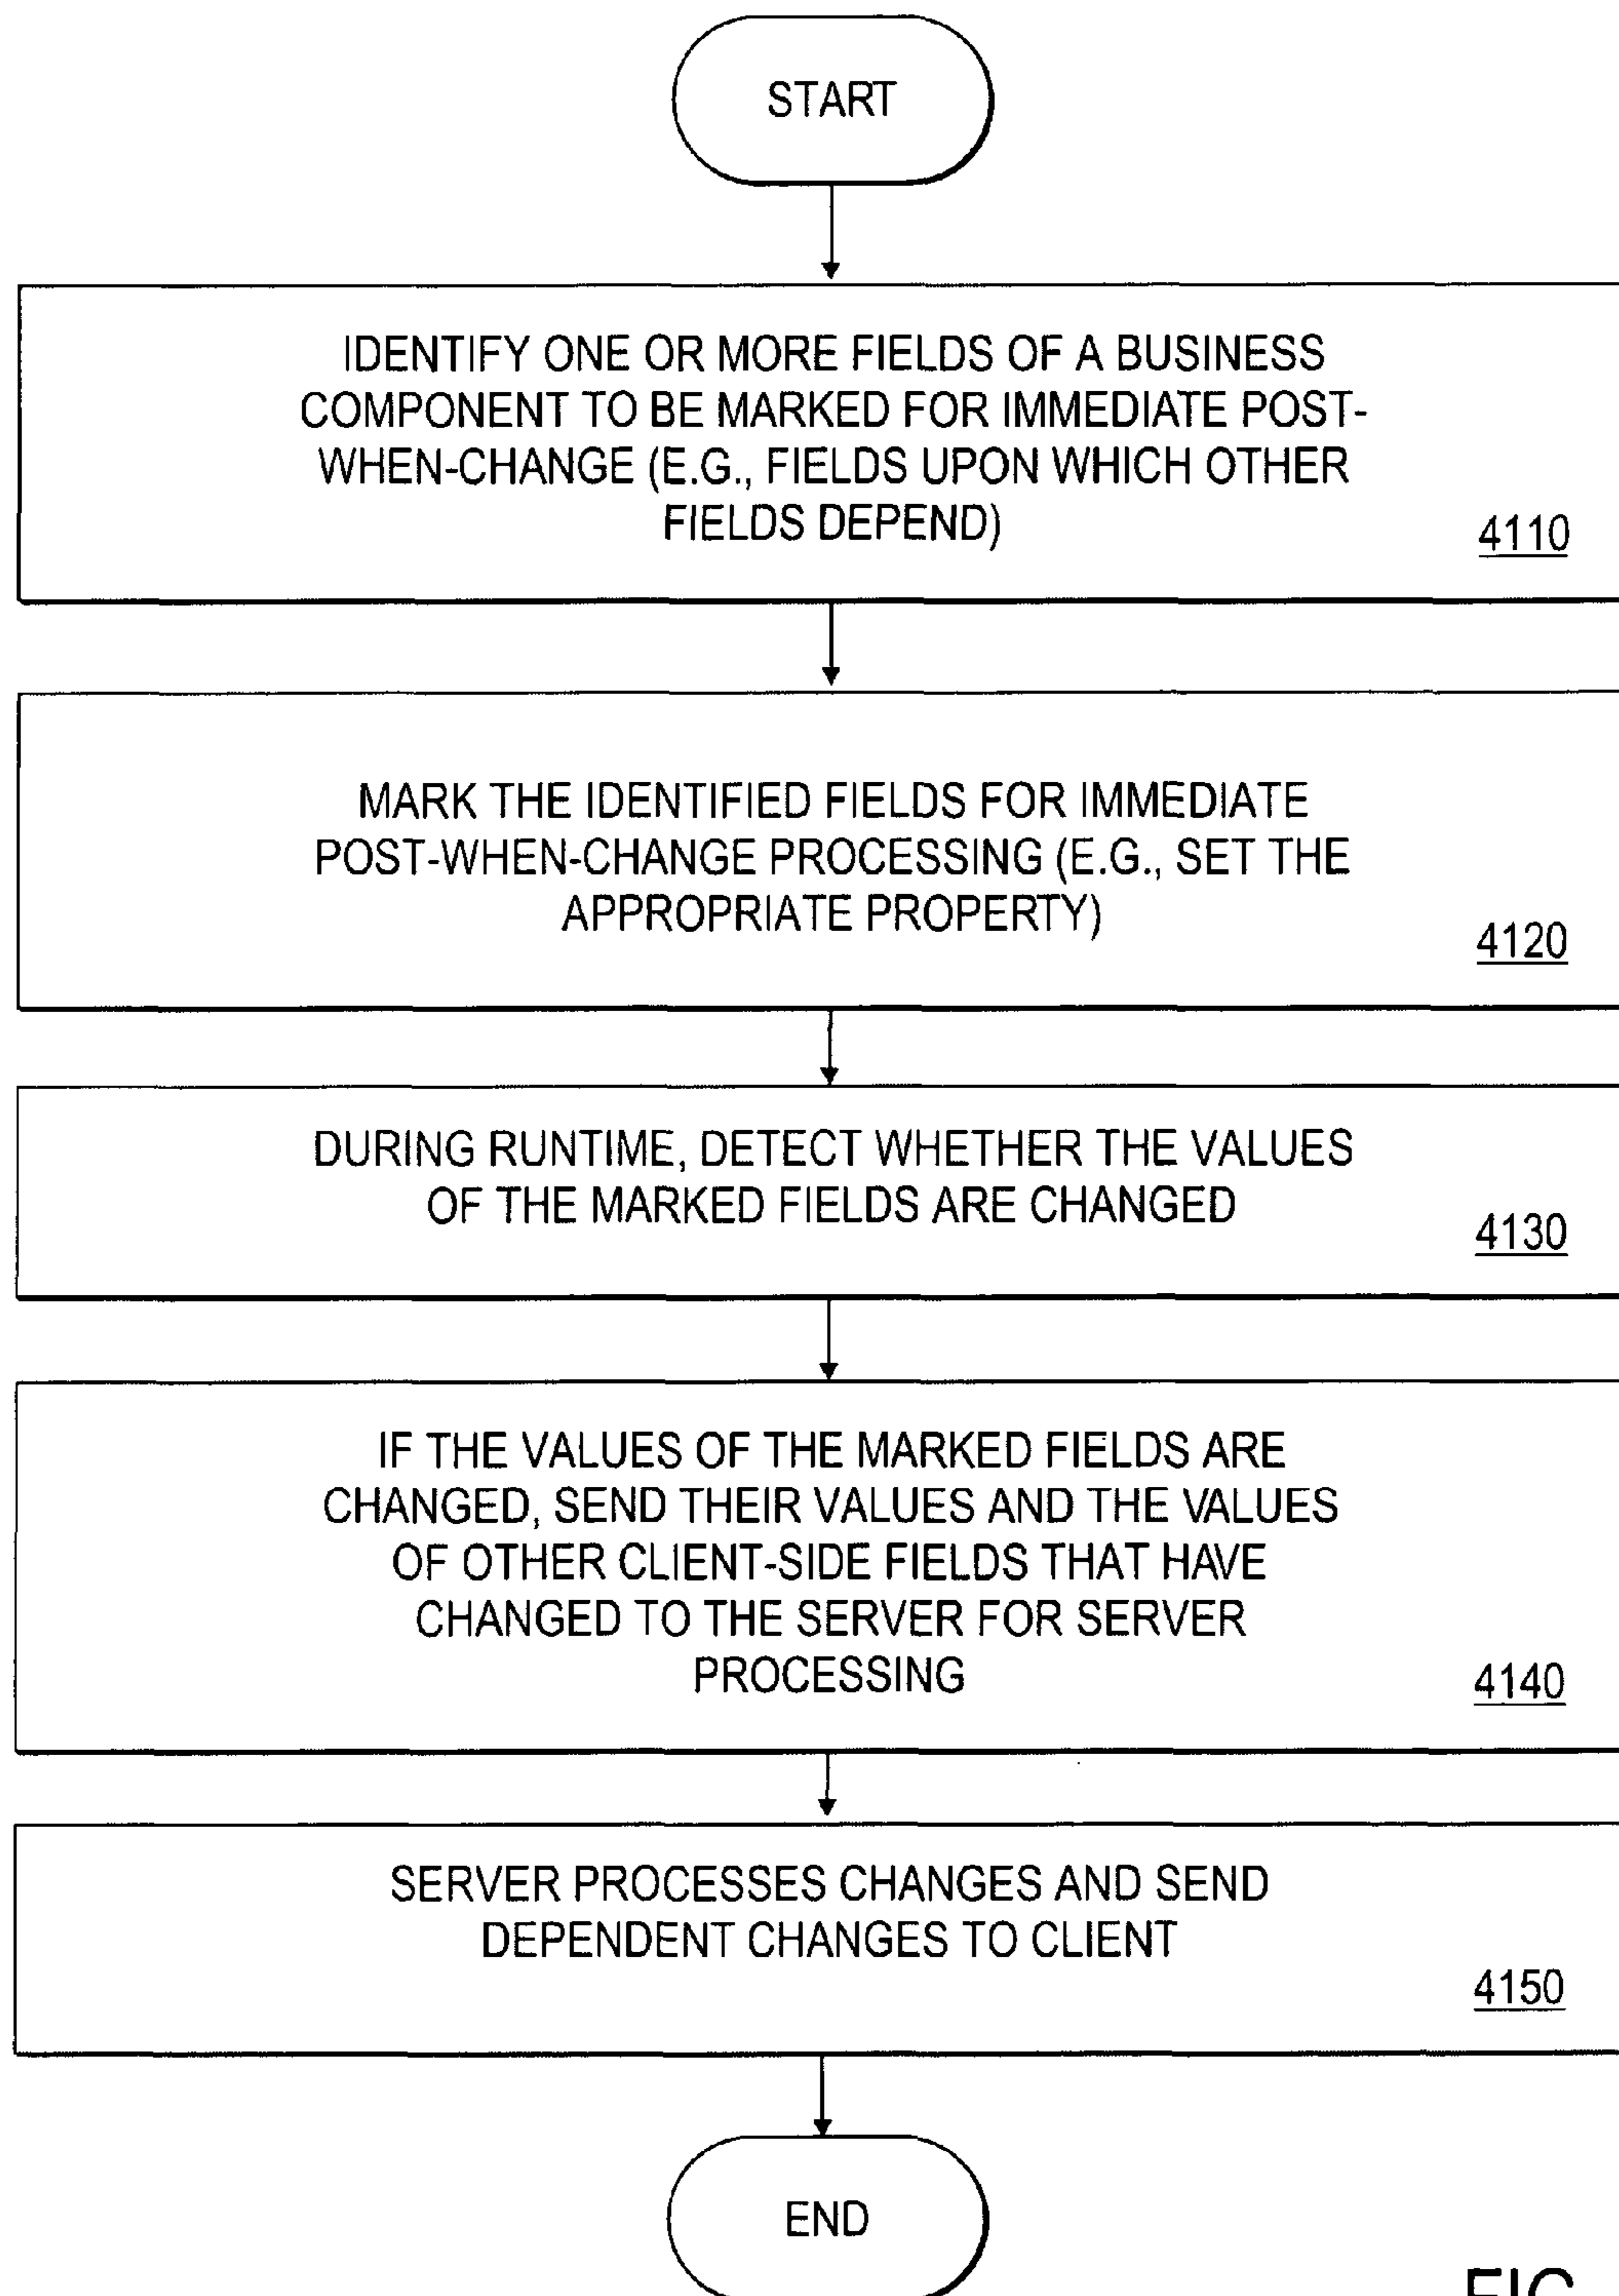 START
IDENTIFY ONE OR MORE FIELDS OF A BUSINESS
COMPONENT TO BE MARKED FOR IMMEDIATE POST-
WHEN-CHANGE (E.G., FIELDS UPON WHICH OTHER
FIELDS DEPEND)
4110
MARK THE IDENTIFIED FIELDS FOR IMMEDIATE
POST-WHEN-CHANGE PROCESSING (E.G., SET THE
APPROPRIATE PROPERTY)
4120
DURING RUNTIME, DETECT WHETHER THE VALUES
OF THE MARKED FIELDS ARE CHANGED
4130
IF THE VALUES OF THE MARKED FIELDS ARE
CHANGED, SEND THEIR VALUES AND THE VALUES
OF OTHER CLIENT-SIDE FIELDS THAT HAVE
CHANGED TO THE SERVER FOR SERVER
PROCESSING
4140
SERVER PROCESSES CHANGES AND SEND
DEPENDENT CHANGES TO CLIENT
4150
END
FIG